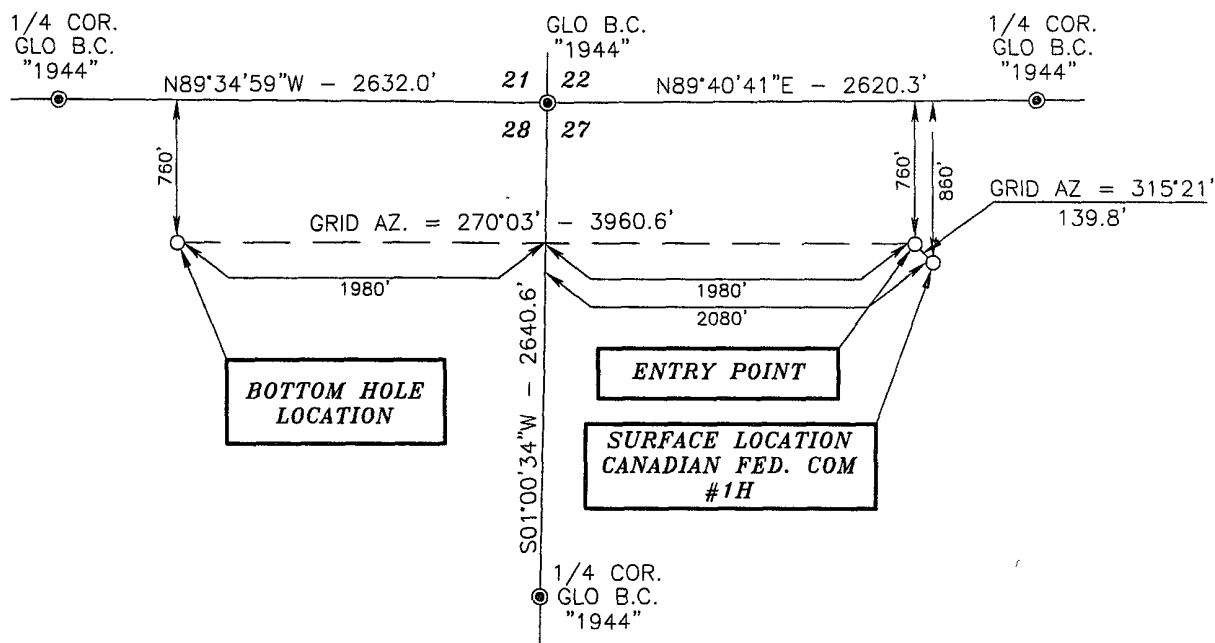 1/4 COR.
GLO B.C.
"1944"
GLO B.C.
"1944"
1/4 COR.
GLO B.C.
"1944"
N89°34'59"W - 2632.0'
21 22
N89°40'41"E - 2620.3'
28 27
760'
760'
860'
GRID AZ = 315°21'
139.8'
GRID AZ. = 270°03' - 3960.6'
1980'
1980'
2080'
S01°00'34"W - 2640.6'
BOTTOM HOLE
LOCATION
ENTRY POINT
SURFACE LOCATION
CANADIAN FED. COM
#1H
1/4 COR.
GLO B.C.
"1944"